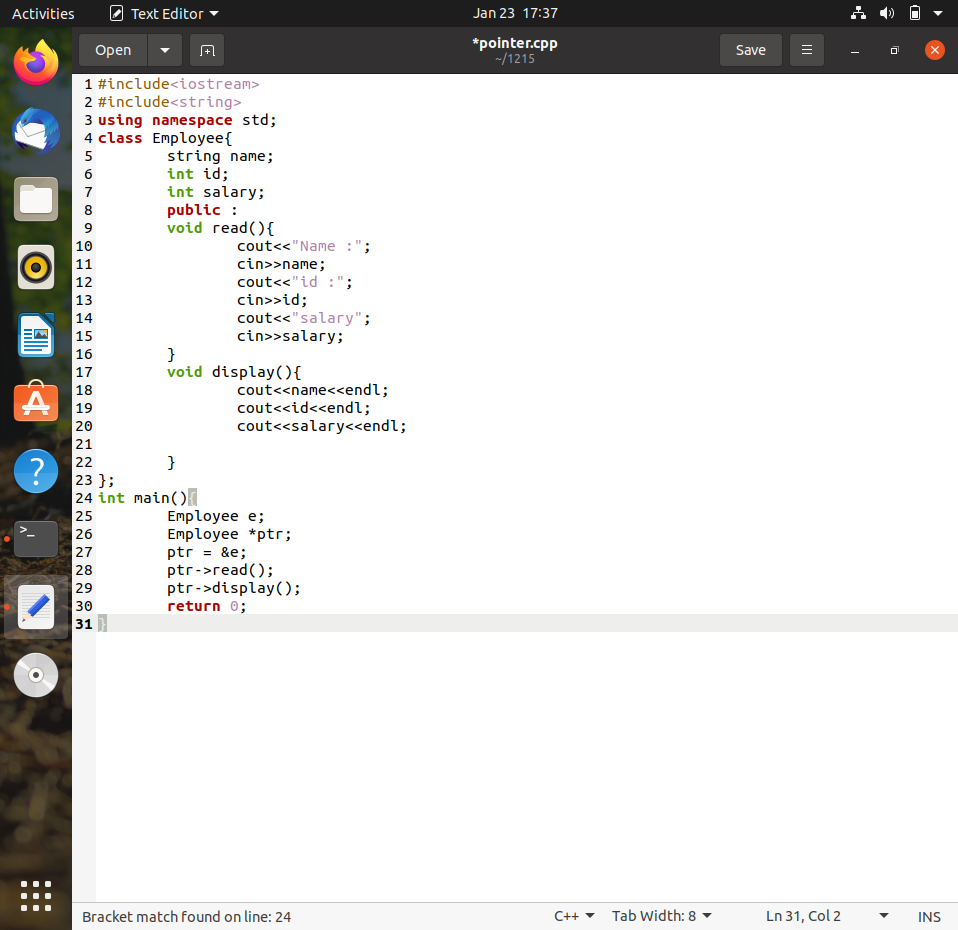 Activities Text Editor Jan 23 17:37
Open *pointer.cpp Save
~/1215
1 #include<iostream>
2 #include<string>
3 using namespace std;
4 class Employee{
5 string name;
6 int id;
7 int salary;
8 public :
9 void read(){
10 cout<<"Name :";
11 cin>>name;
12 cout<<"id :";
13 cin>>id;
14 cout<<"salary";
15 cin>>salary;
16 }
17 void display(){
18 cout<<name<<endl;
19 cout<<id<<endl;
20 cout<<salary<<endl;
21
22 }
23 };
24 int main(){
25 Employee e;
26 Employee *ptr;
27 ptr = &e;
28 ptr->read();
29 ptr->display();
30 return 0;
31 }
Bracket match found on line: 24 C++ Tab Width: 8 Ln 31, Col 2 INS